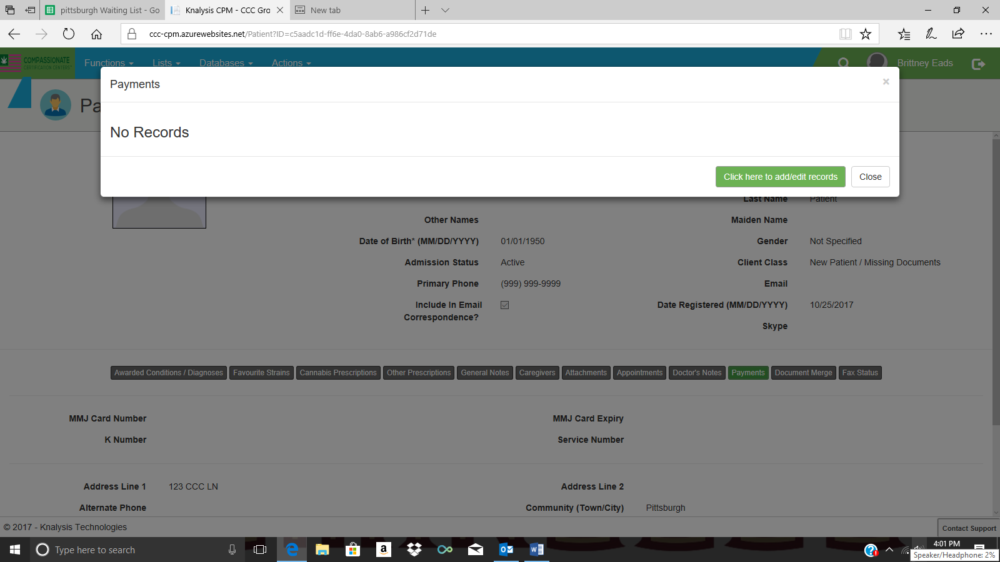 pittsburgh Waiting List - Go
Knalysis CPM - CCC Gro
New tab
ccc-cpm.azurewebsites.net/Patient?ID=c5aadc1d-ff6e-4da0-8ab6-a986cf2d71de
COMPASSIONATE
CERTIFICATION CENTERS
Functions
Lists
Databases
Actions
Brittney Eads
Pa
Payments
×
No Records
Click here to add/edit records
Close
Last Name Patient
Other Names
Maiden Name
Date of Birth* (MM/DD/YYYY) 01/01/1950
Gender Not Specified
Admission Status Active
Client Class New Patient / Missing Documents
Primary Phone (999) 999-9999
Email
Include In Email
Correspondence?
Date Registered (MM/DD/YYYY) 10/25/2017
Skype
Awarded Conditions / Diagnoses Favourite Strains Cannabis Prescriptions Other Prescriptions General Notes Caregivers Attachments Appointments Doctor's Notes Payments Document Merge Fax Status
MMJ Card Number
MMJ Card Expiry
K Number
Service Number
Address Line 1 123 CCC LN
Address Line 2
Alternate Phone
Community (Town/City) Pittsburgh
© 2017 - Knalysis Technologies
Contact Support
Type here to search
4:01 PM
Speaker/Headphone: 2%